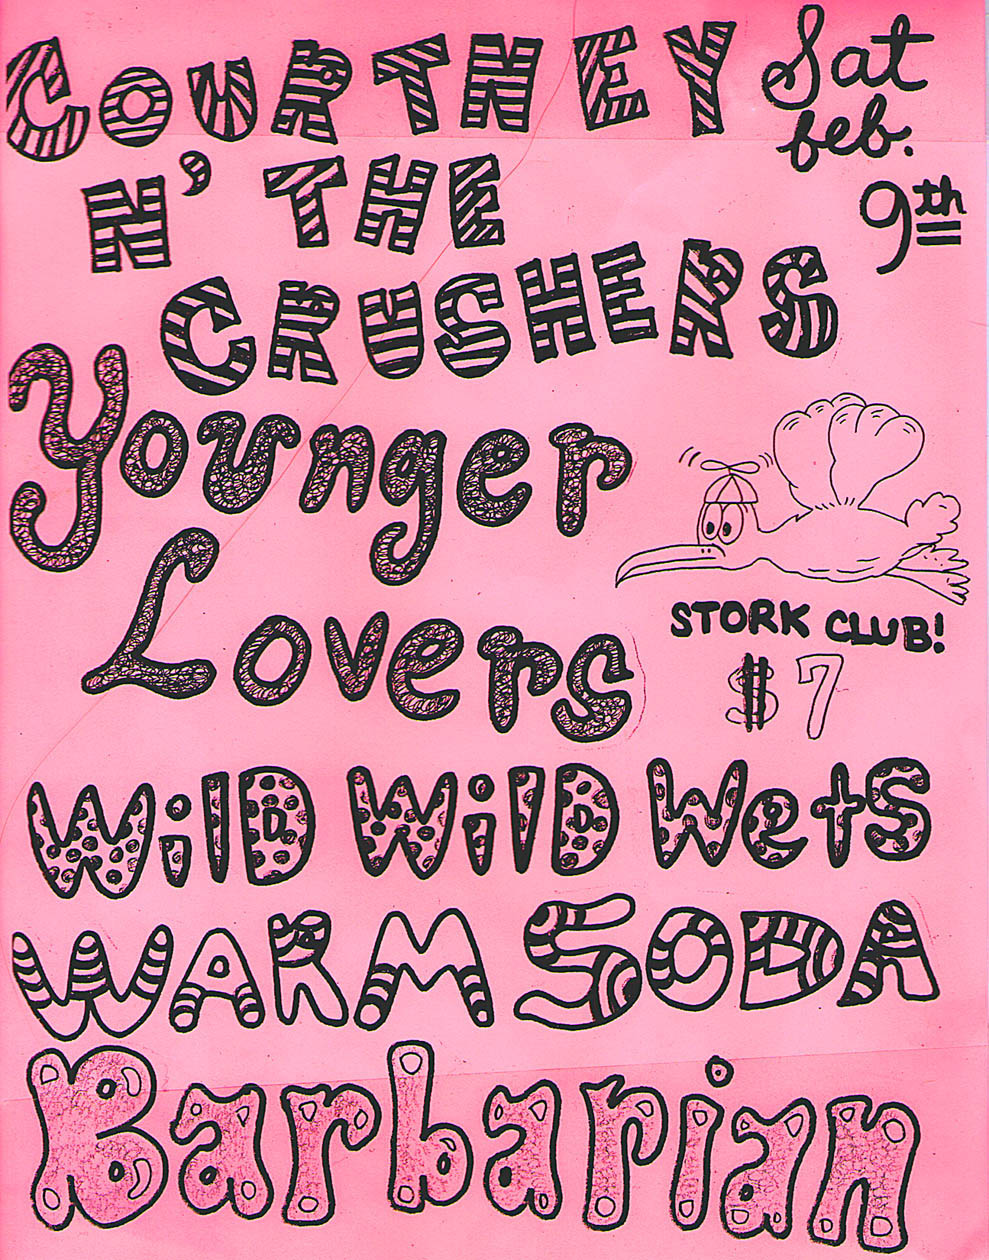 COURTNEY
Sat
feb.
9th
N' THE
CRUSHERS
Younger
Lovers
STORK CLUB!
$7
Wild Wild Wets
WARM SODA
Barbarian